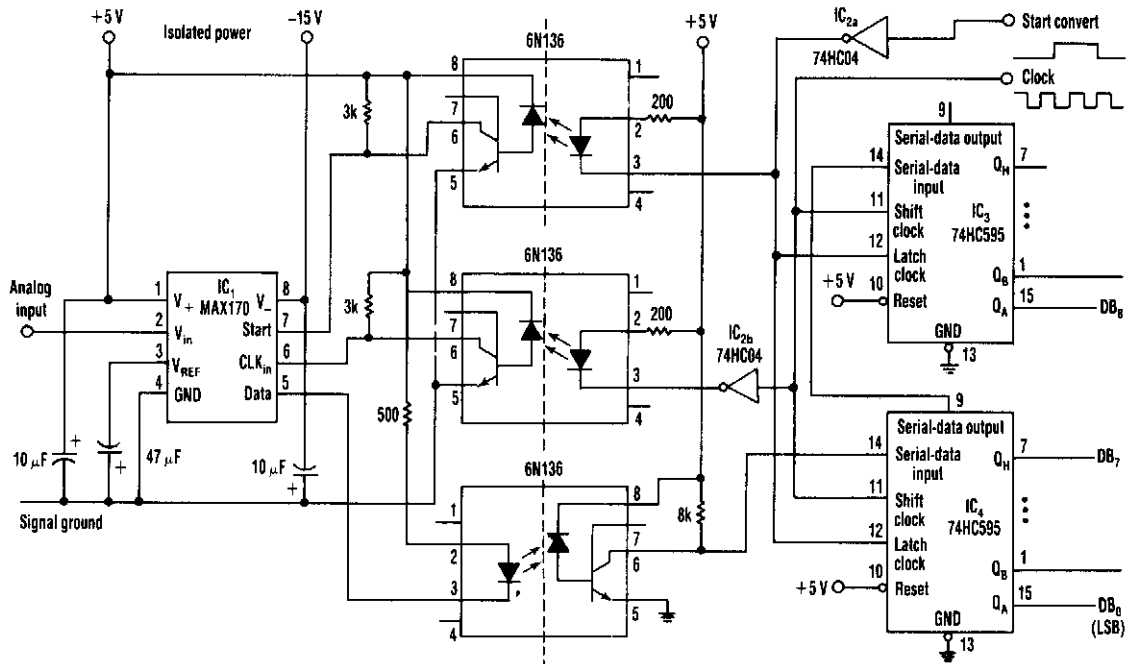 +5 V
Isolated power
−15 V
6N136
+5 V
IC2a
74HC04
Start convert
Clock
8
7
6
5
1
2
3
4
3k
200
9
Serial-data output
14
Serial-data input
QH
7
11
Shift clock
IC3
74HC595
12
Latch clock
QB
1
+5 V
10
Reset
QA
15
DB8
GND
13
6N136
8
7
6
5
1
2
3
4
3k
200
IC2b
74HC04
Analog input
IC1
MAX170
1
V+
V−
8
2
Vin
Start
7
3
VREF
CLKin
6
4
GND
Data
5
10 µF
+
+
47 µF
10 µF
+
500
Signal ground
6N136
1
2
3
4
8
7
6
5
8k
9
Serial-data output
14
Serial-data input
QH
7
DB7
11
Shift clock
IC4
74HC595
12
Latch clock
QB
1
+5 V
10
Reset
QA
15
DB0
(LSB)
GND
13